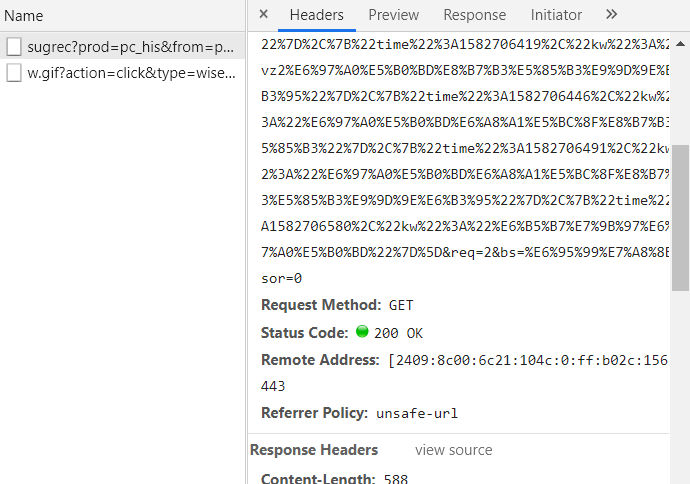 Name
sugrec?prod=pc_his&from=p...
w.gif?action=click&type=wise...
× Headers Preview Response Initiator »
22%7D%2C%7B%22time%22%3A1582706419%2C%22kw%22%3A%2
vz2%E6%97%A0%E5%B0%BD%E8%B7%B3%E5%85%B3%E9%9D%9E%E
B3%95%22%7D%2C%7B%22time%22%3A1582706446%2C%22kw%2
3A%22%E6%97%A0%E5%B0%BD%E6%A8%A1%E5%BC%8F%E8%B7%B3
5%85%B3%22%7D%2C%7B%22time%22%3A1582706491%2C%22kw
2%3A%22%E6%97%A0%E5%B0%BD%E6%A8%A1%E5%BC%8F%E8%B7%
3%E5%85%B3%E9%9D%9E%E6%B3%95%22%7D%2C%7B%22time%22
A1582706580%2C%22kw%22%3A%22%E6%B5%B7%E7%9B%97%E6%
7%A0%E5%B0%BD%22%7D%5D&req=2&bs=%E6%95%99%E7%A8%8E
sor=0
Request Method: GET
Status Code: 200 OK
Remote Address: [2409:8c00:6c21:104c:0:ff:b02c:156
443
Referrer Policy: unsafe-url
Response Headers view source
Content-Length: 588